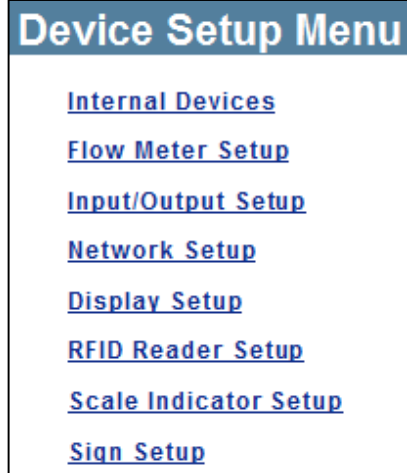 Device Setup Menu
Internal Devices
Flow Meter Setup
Input/Output Setup
Network Setup
Display Setup
RFID Reader Setup
Scale Indicator Setup
Sign Setup